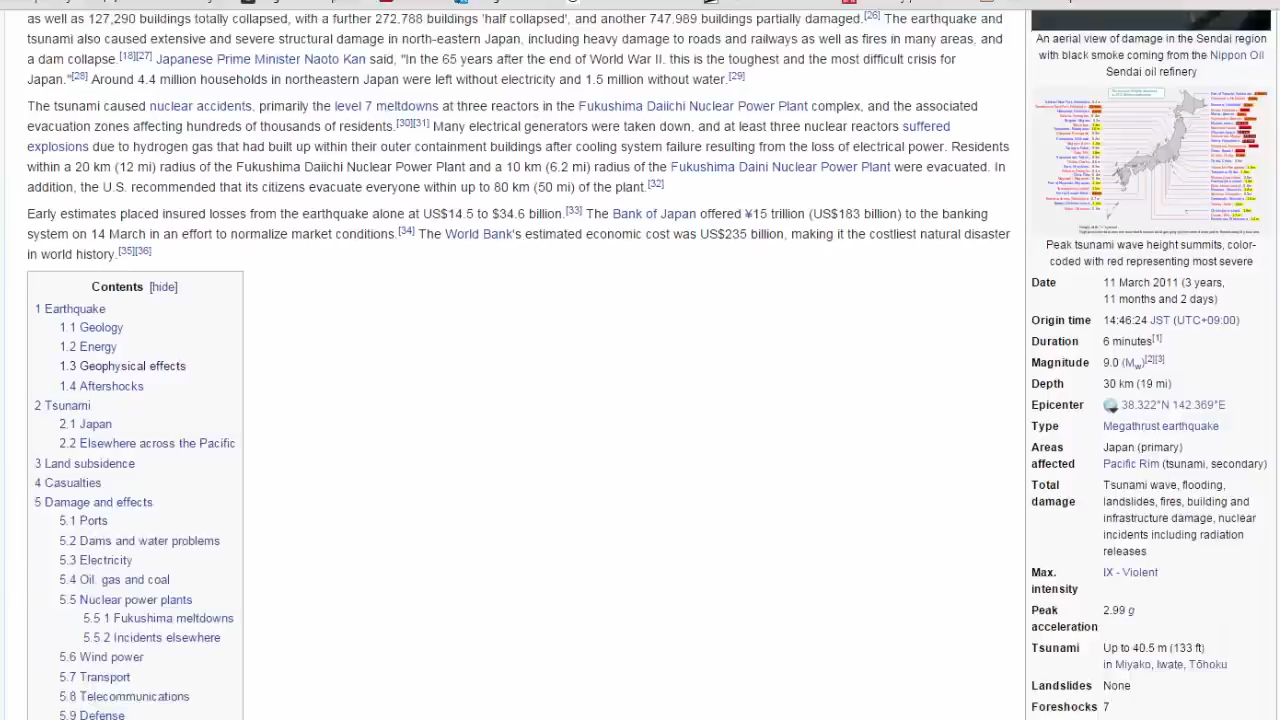 as well as 127,290 buildings totally collapsed, with a further 272.788 buildings 'half collapsed', and another 747.989 buildings partially damaged.[26] The earthquake and
tsunami also caused extensive and severe structural damage in north-eastern Japan, including heavy damage to roads and railways as well as fires in many areas, and
a dam collapse.[18][27] Japanese Prime Minister Naoto Kan said, "In the 65 years after the end of World War II. this is the toughest and the most difficult crisis for
Japan."[28] Around 4.4 million households in northeastern Japan were left without electricity and 1.5 million without water.[29]
The tsunami caused nuclear accidents, primarily the level 7 meltdowns at three reactors in the Fukushima Daiichi Nuclear Power Plant complex, and the associated
evacuation zones affecting hundreds of thousands of residents.[30][31] Many electrical generators were taken down, and at least three nuclear reactors suffered
explosions due to hydrogen gas that had built up within their outer containment buildings after cooling system failure resulting from the loss of electrical power. Residents
within a 20 km (12 mi) radius of the Fukushima Daiichi Nuclear Power Plant and a 10 km (6.2 mi) radius of the Fukushima Daini Nuclear Power Plant were evacuated. In
addition, the U.S. recommended that its citizens evacuate anyone within up to 80 km (50 mi) of the plant.[32]
Early estimates placed insured losses from the earthquake alone at US$14.5 to $34.6 billion.[33] The Bank of Japan offered ¥15 trillion (US$183 billion) to the banking
system on 14 March in an effort to normalize market conditions.[34] The World Bank's estimated economic cost was US$235 billion, making it the costliest natural disaster
in world history.[35][36]
Contents [hide]
1 Earthquake
1.1 Geology
1.2 Energy
1.3 Geophysical effects
1.4 Aftershocks
2 Tsunami
2.1 Japan
2.2 Elsewhere across the Pacific
3 Land subsidence
4 Casualties
5 Damage and effects
5.1 Ports
5.2 Dams and water problems
5.3 Electricity
5.4 Oil. gas and coal
5.5 Nuclear power plants
5.5 1 Fukushima meltdowns
5.5 2 Incidents elsewhere
5.6 Wind power
5.7 Transport
5.8 Telecommunications
5.9 Defense
An aerial view of damage in the Sendai region
with black smoke coming from the Nippon Oil
Sendai oil refinery
Peak tsunami wave height summits, color-
coded with red representing most severe
Date 11 March 2011 (3 years,
11 months and 2 days)
Origin time 14:46:24 JST (UTC+09:00)
Duration 6 minutes[1]
Magnitude 9.0 (Mw)[2][3]
Depth 30 km (19 mi)
Epicenter 38.322°N 142.369°E
Type Megathrust earthquake
Areas Japan (primary)
affected Pacific Rim (tsunami, secondary)
Total Tsunami wave, flooding,
damage landslides, fires, building and
infrastructure damage, nuclear
incidents including radiation
releases
Max. IX - Violent
intensity
Peak 2.99 g
acceleration
Tsunami Up to 40.5 m (133 ft)
in Miyako, Iwate, Tōhoku
Landslides None
Foreshocks 7